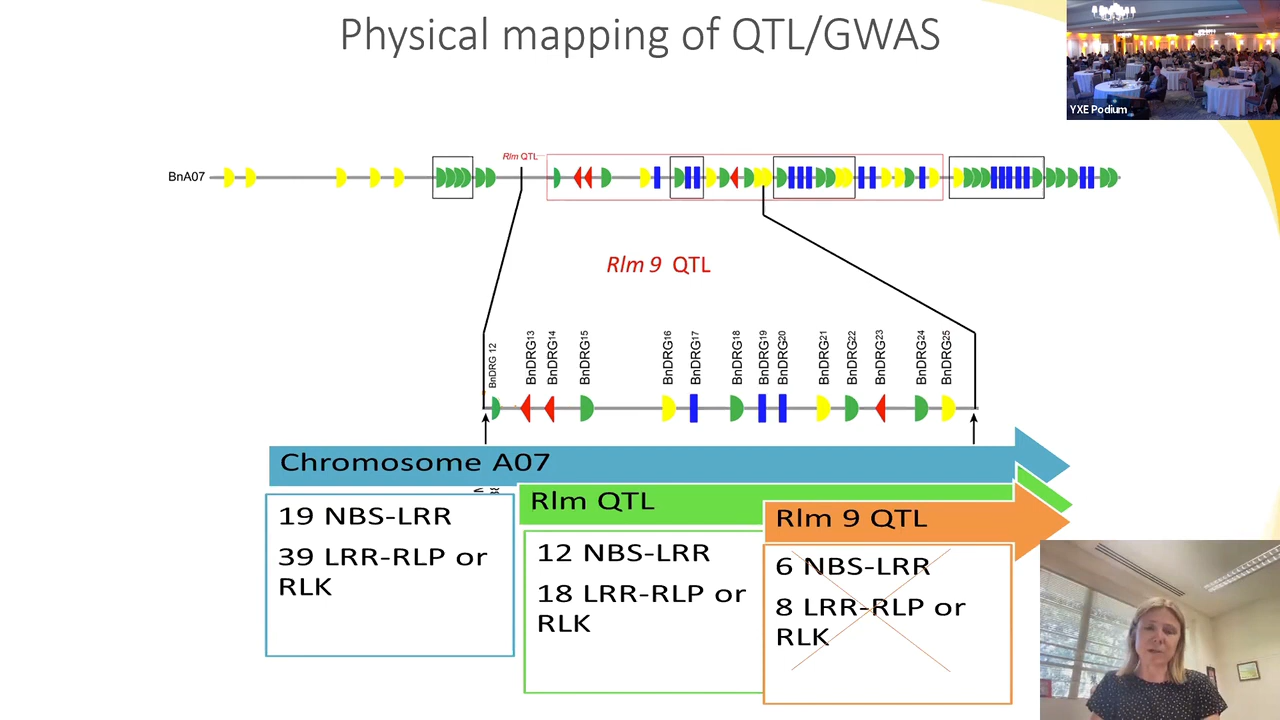 Physical mapping of QTL/GWAS
YXE Podium
Rlm QTL
BnA07
Rlm 9 QTL
BnDRG 12
BnDRG13
BnDRG14
BnDRG15
BnDRG16
BnDRG17
BnDRG18
BnDRG19
BnDRG20
BnDRG21
BnDRG22
BnDRG23
BnDRG24
BnDRG25
Chromosome A07
19 NBS-LRR
39 LRR-RLP or
RLK
Rlm QTL
12 NBS-LRR
18 LRR-RLP or
RLK
Rlm 9 QTL
6 NBS-LRR
8 LRR-RLP or
RLK